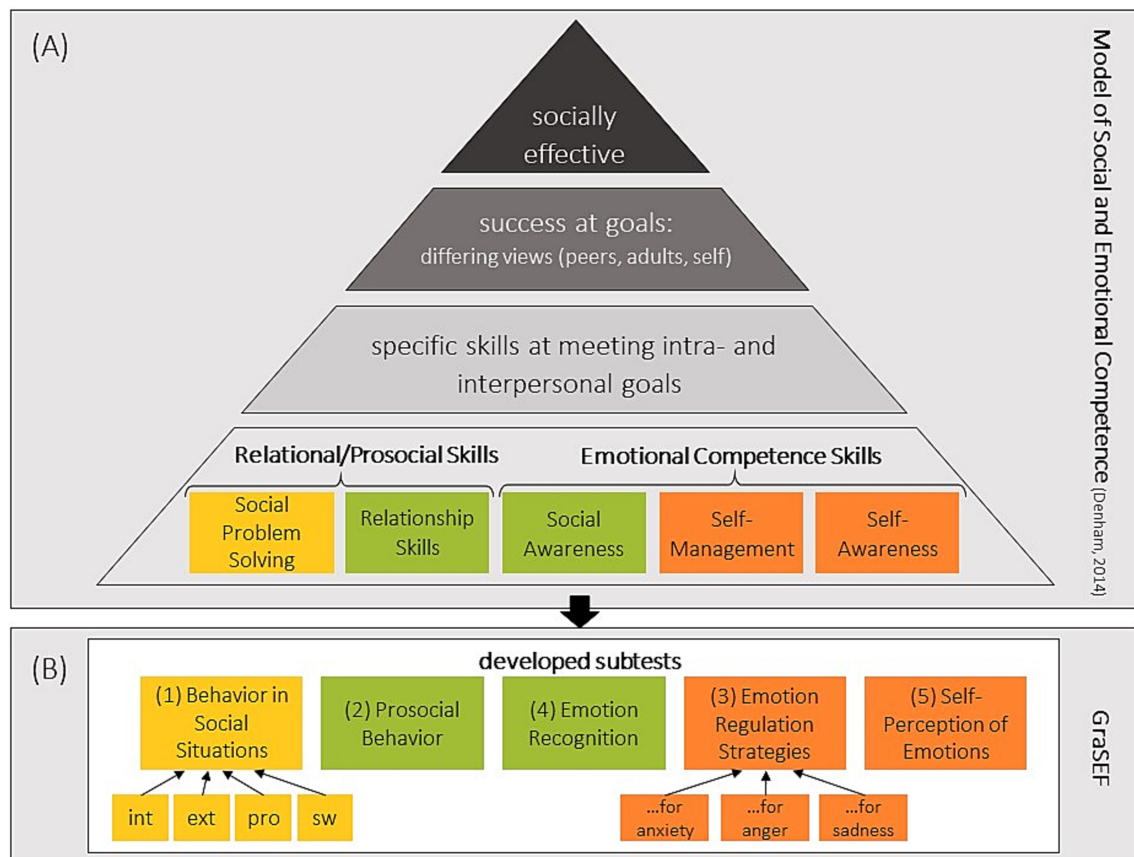 (A)
socially
effective
success at goals:
differing views (peers, adults, self)
specific skills at meeting intra- and
interpersonal goals
Relational/Prosocial Skills
Emotional Competence Skills
Social
Problem
Solving
Relationship
Skills
Social
Awareness
Self-
Management
Self-
Awareness
Model of Social and Emotional Competence (Denham, 2014)
(B)
developed subtests
(1) Behavior in
Social
Situations
(2) Prosocial
Behavior
(4) Emotion
Recognition
(3) Emotion
Regulation
Strategies
(5) Self-
Perception of
Emotions
int
ext
pro
sw
...for
anxiety
...for
anger
...for
sadness
GraSEF